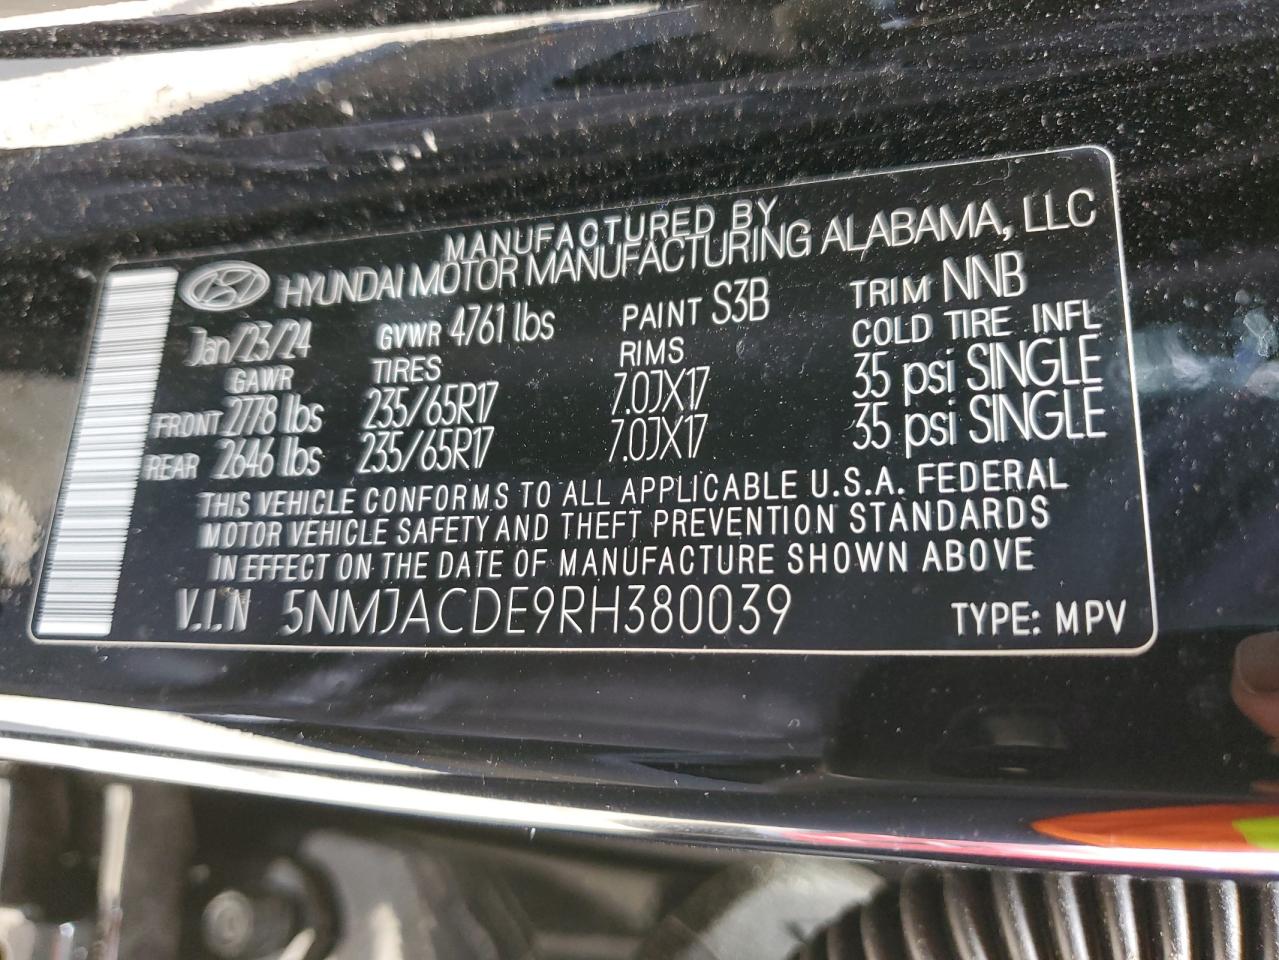 MANUFACTURED BY
HYUNDAI MOTOR MANUFACTURING ALABAMA, LLC
Jan/23/24 GVWR 4761 lbs PAINT S3B TRIM NNB
GAWR TIRES RIMS COLD TIRE INFL
FRONT 2778 lbs 235/65R17 7.0JX17 35 psi SINGLE
REAR 2646 lbs 235/65R17 7.0JX17 35 psi SINGLE
THIS VEHICLE CONFORMS TO ALL APPLICABLE U.S.A. FEDERAL
MOTOR VEHICLE SAFETY AND THEFT PREVENTION STANDARDS
IN EFFECT ON THE DATE OF MANUFACTURE SHOWN ABOVE
V.I.N 5NMJACDE9RH380039 TYPE: MPV